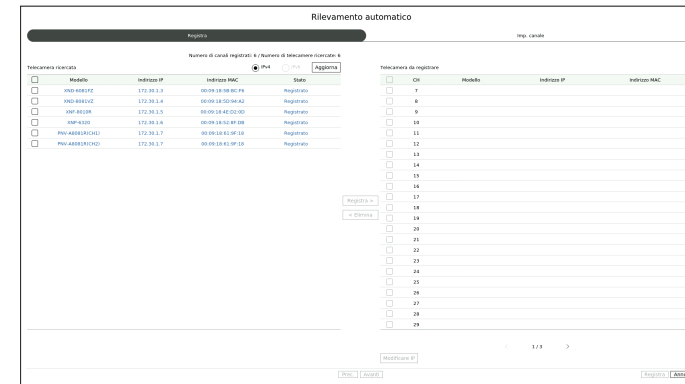 Rilevamento automatico
Registra
Imp. canale
Numero di canali registrati: 6 / Numero di telecamere ricercate: 6
Telecamera ricercata
IPv4
IPv6
Aggiorna
Telecamera da registrare
Modello Indirizzo IP Indirizzo MAC Stato
XND-6081FZ 172.30.1.3 Registrato
XND-8081VZ 172.30.1.4 00:09:18:5D:94:A2 Registrato
XNF-8010R 172.30.1.5 00:09:18:4E:D2:0D Registrato
XNP-6320 172.30.1.6 00:09:18:52:8F:D8 Registrato
PNV-A8081R(CH1) 172.30.1.7 00:09:18:61:9F:18 Registrato
PNV-A8081R(CH2) 172.30.1.7 00:09:18:61:9F:18 Registrato
CH Modello Indirizzo IP Indirizzo MAC
7
8
9
10
11
12
13
14
15
16
17
18
19
20
21
22
23
24
25
26
27
28
29
Registra >
< Elimina
< 1 / 3 >
Modificare IP
Prec. Avanti
Registra